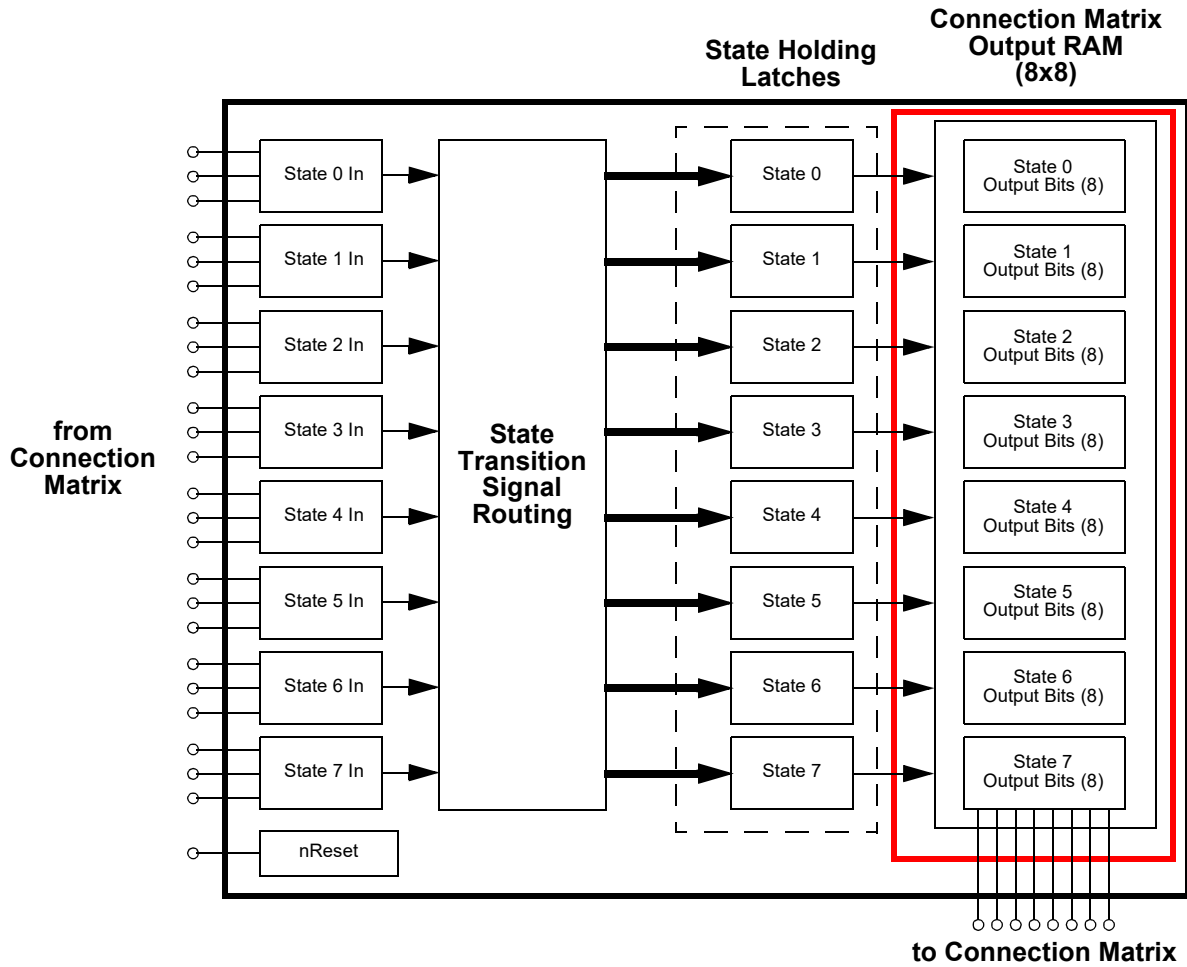 Connection Matrix
Output RAM
(8x8)
State Holding
Latches
from
Connection
Matrix
State 0 In
State 1 In
State 2 In
State 3 In
State 4 In
State 5 In
State 6 In
State 7 In
nReset
State
Transition
Signal
Routing
State 0
State 1
State 2
State 3
State 4
State 5
State 6
State 7
State 0
Output Bits (8)
State 1
Output Bits (8)
State 2
Output Bits (8)
State 3
Output Bits (8)
State 4
Output Bits (8)
State 5
Output Bits (8)
State 6
Output Bits (8)
State 7
Output Bits (8)
to Connection Matrix